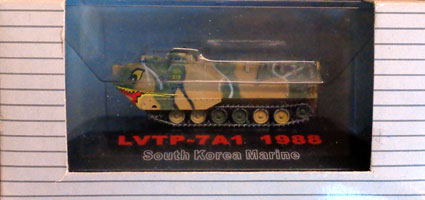 LVTP-7A1 1988
South Korea Marine